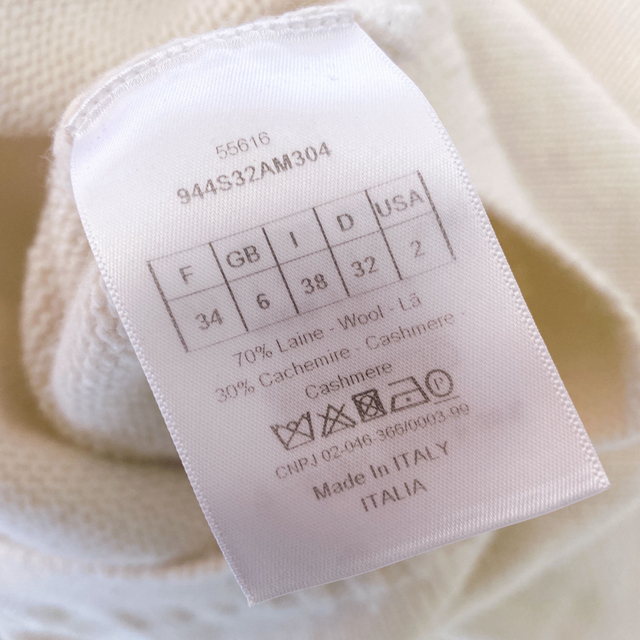 55616
944S32AM304
F GB I D USA
34 6 38 32 2
70% Laine - Wool - Lã
30% Cachemire - Cashmere -
Cashmere
CNPJ 02-046-366/0003-99
Made In ITALY
ITALIA